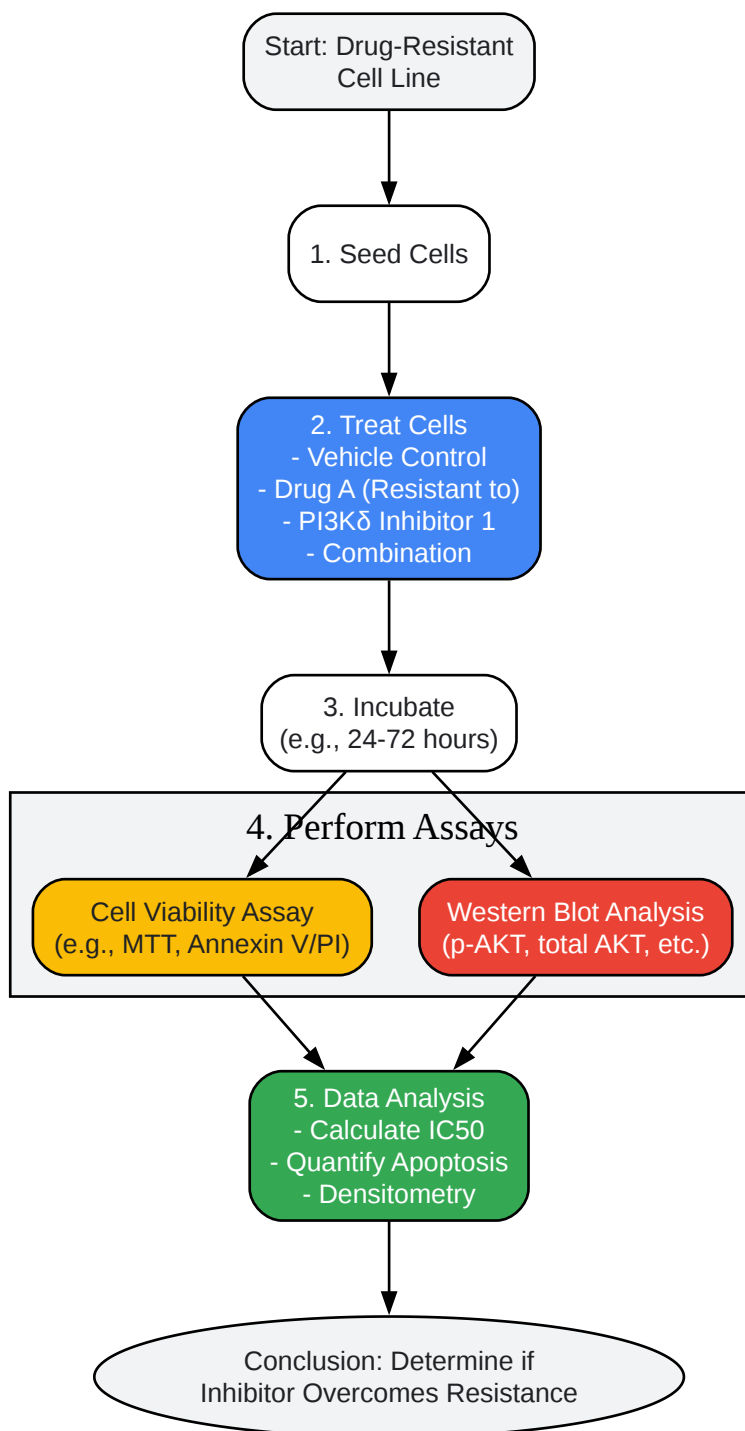 Start: Drug-Resistant
Cell Line
1. Seed Cells
2. Treat Cells
- Vehicle Control
- Drug A (Resistant to)
- PI3Kδ Inhibitor 1
- Combination
3. Incubate
(e.g., 24-72 hours)
4. Perform Assays
Cell Viability Assay
(e.g., MTT, Annexin V/PI)
Western Blot Analysis
(p-AKT, total AKT, etc.)
5. Data Analysis
- Calculate IC50
- Quantify Apoptosis
- Densitometry
Conclusion: Determine if
Inhibitor Overcomes Resistance